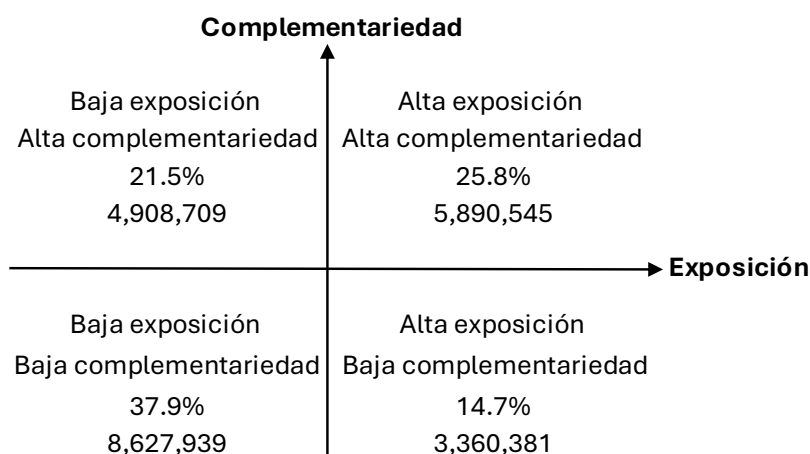 Complementariedad
Baja exposición
Alta complementariedad
21.5%
4,908,709
Alta exposición
Alta complementariedad
25.8%
5,890,545
Exposición
Baja exposición
Baja complementariedad
37.9%
8,627,939
Alta exposición
Baja complementariedad
14.7%
3,360,381